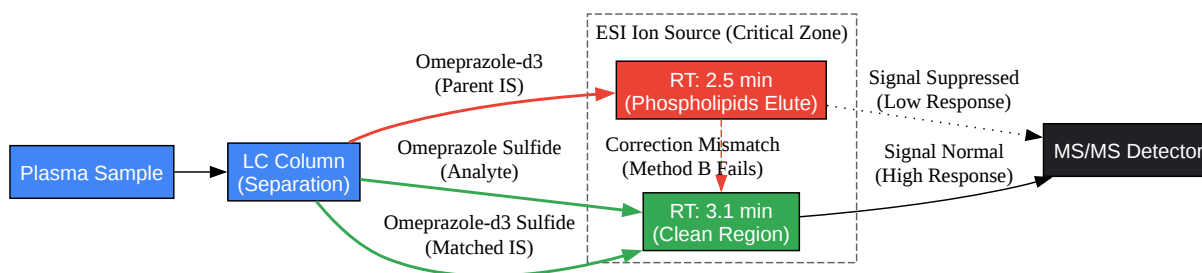 ESI Ion Source (Critical Zone)
Omeprazole-d3
(Parent IS)
RT: 2.5 min
(Phospholipids Elute)
Signal Suppressed
(Low Response)
Plasma Sample
LC Column
(Separation)
Omeprazole Sulfide
(Analyte)
Correction Mismatch
(Method B Fails)
Signal Normal
(High Response)
MS/MS Detector
Omeprazole-d3 Sulfide
(Matched IS)
RT: 3.1 min
(Clean Region)